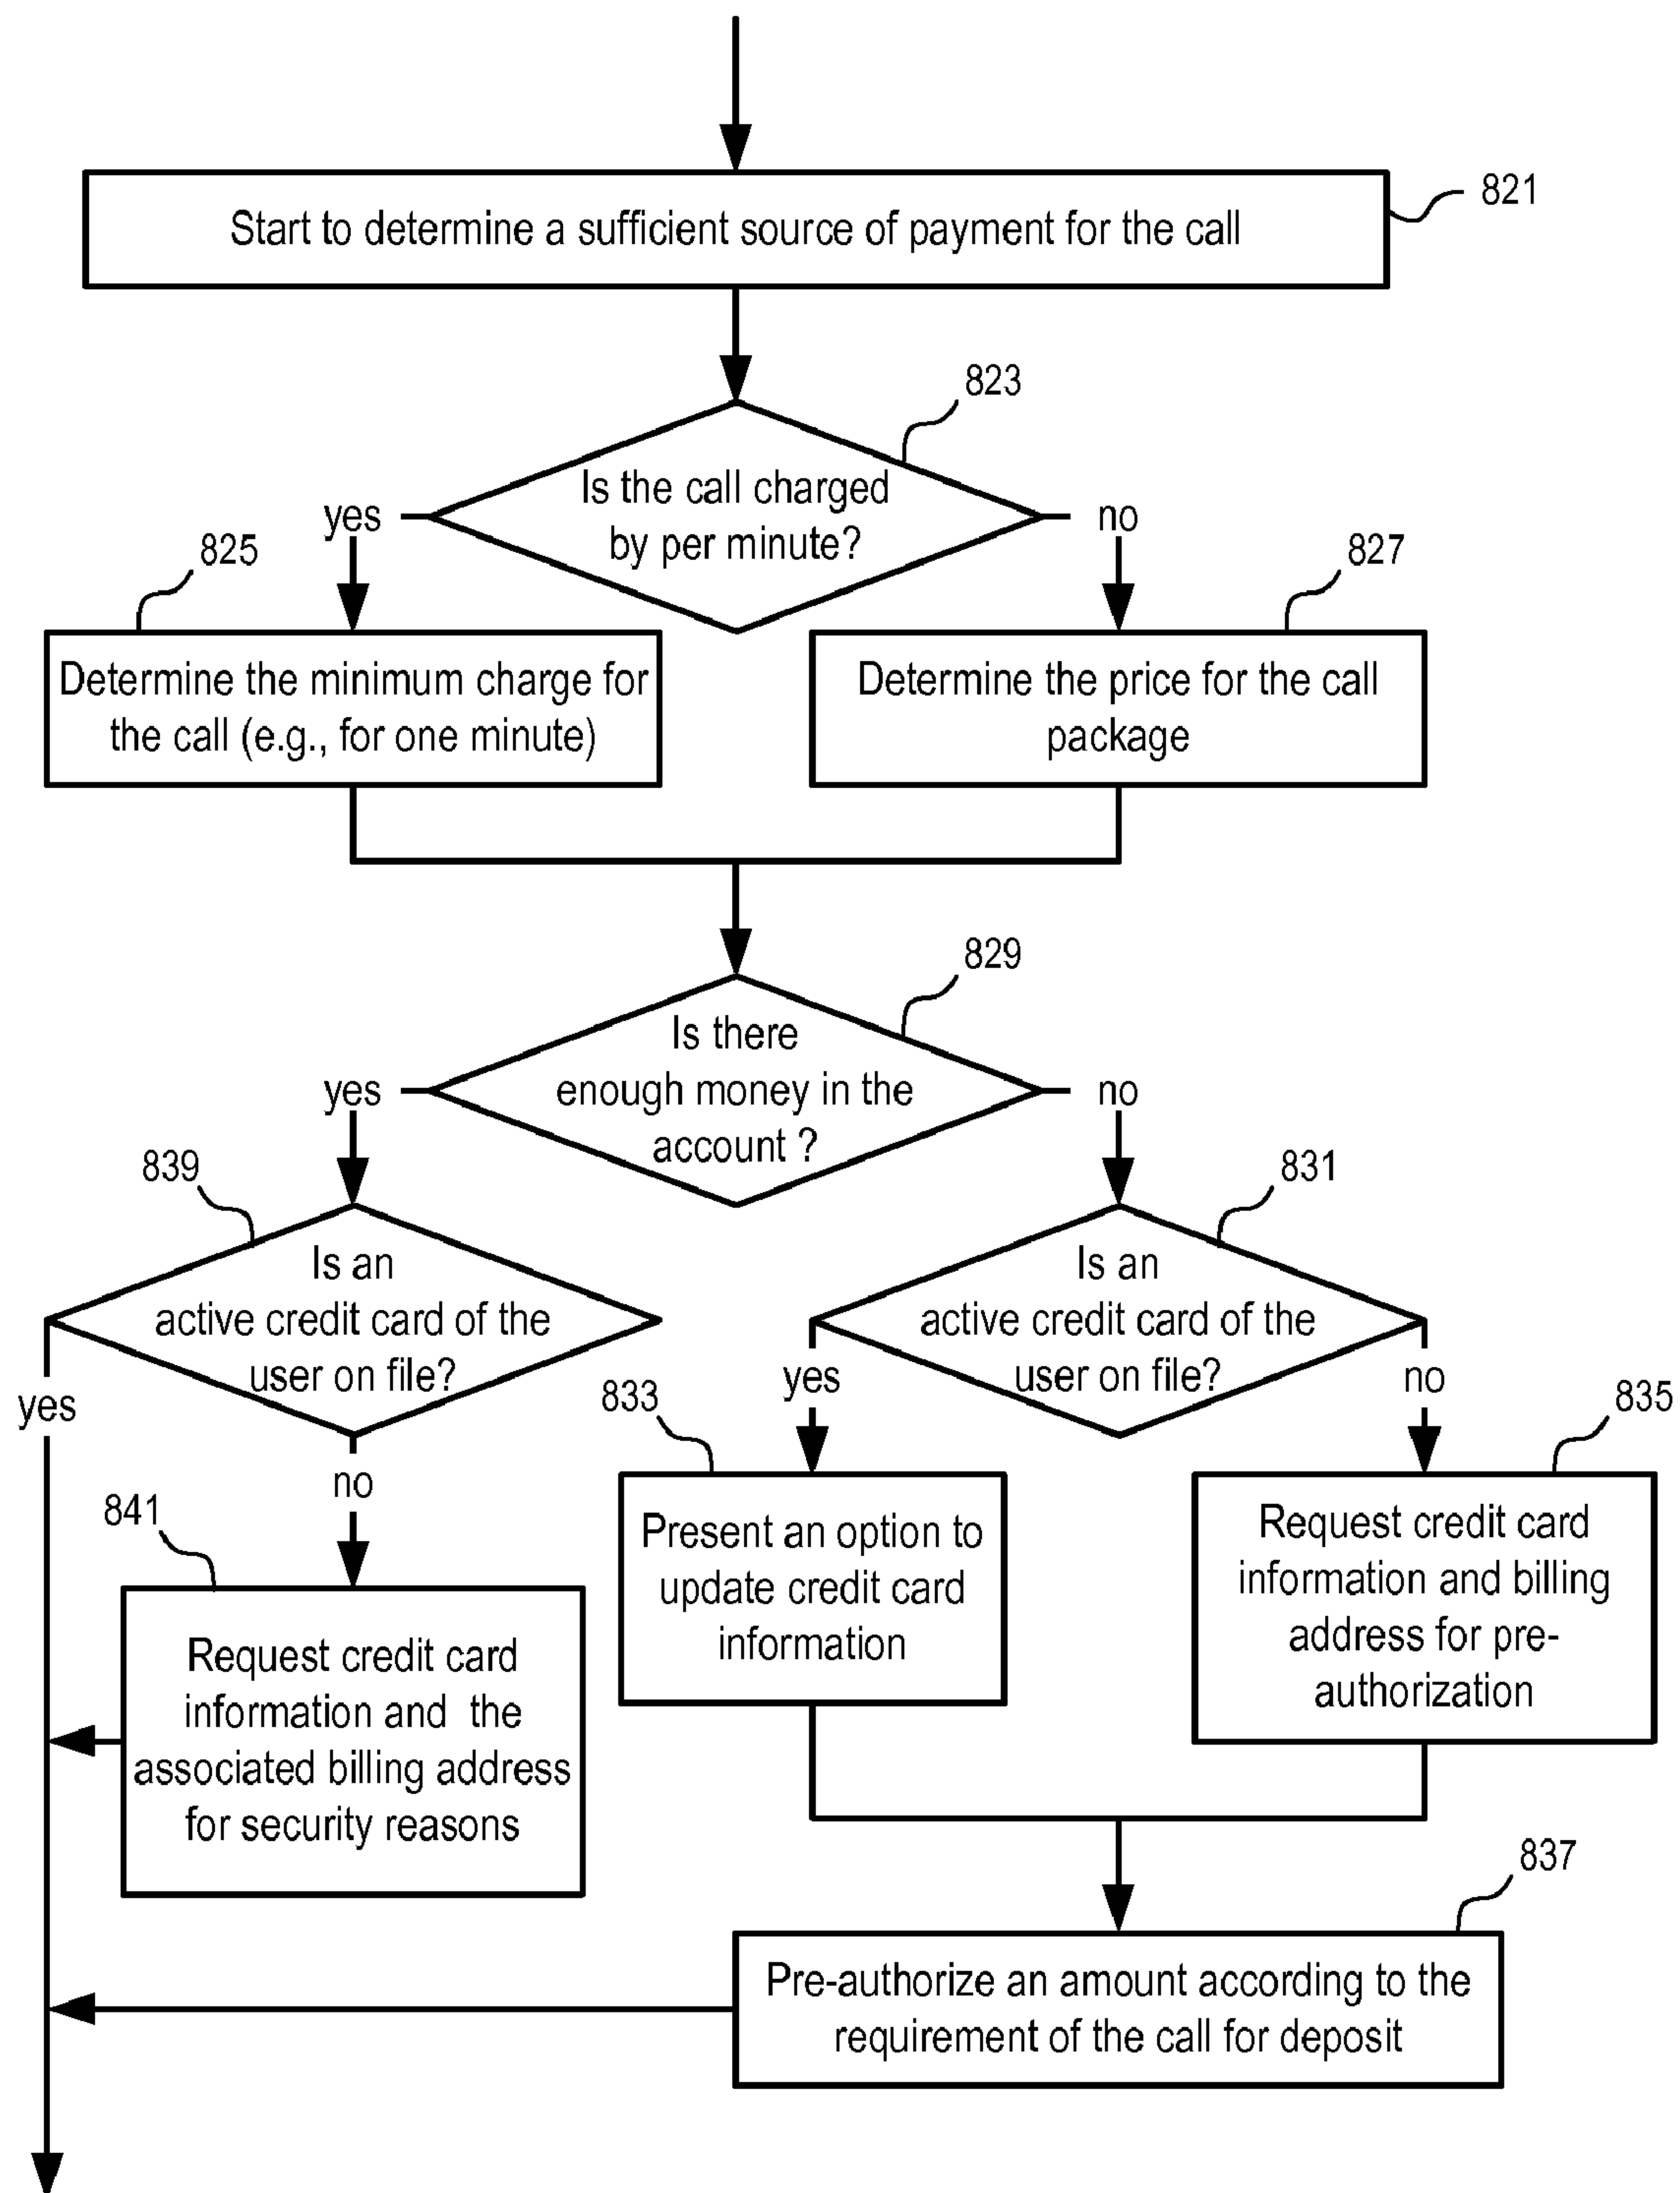 821
Start to determine a sufficient source of payment for the call
823
Is the call charged
by per minute?
yes
no
825
827
Determine the minimum charge for
the call (e.g., for one minute)
Determine the price for the call
package
829
Is there
enough money in the
account ?
yes
no
839
831
Is an
active credit card of the
user on file?
Is an
active credit card of the
user on file?
yes
no
yes
no
833
835
841
Present an option to
update credit card
information
Request credit card
information and billing
address for pre-
authorization
Request credit card
information and  the
associated billing address
for security reasons
837
Pre-authorize an amount according to the
requirement of the call for deposit